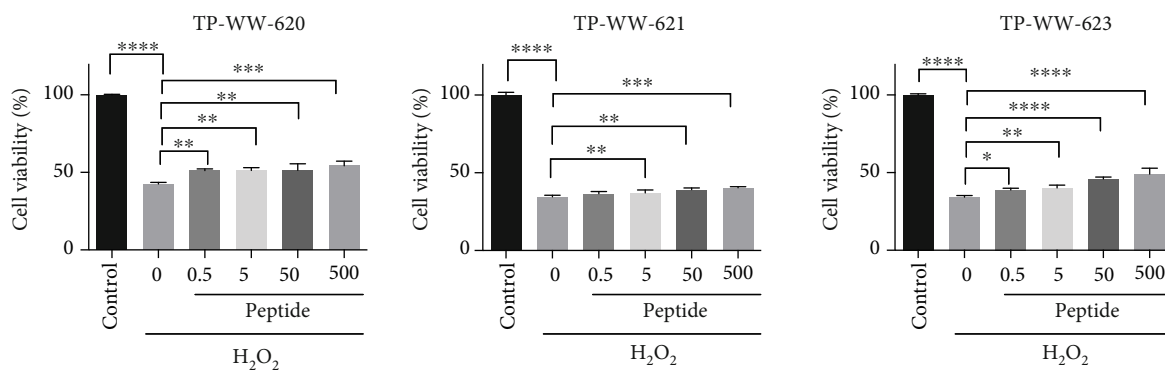 TP-WW-620
Cell viability (%)
100
50
0
****
***
**
**
**
Control
0
0.5
5
50
500
Peptide
H₂O₂
TP-WW-621
Cell viability (%)
100
50
0
****
***
**
**
Control
0
0.5
5
50
500
Peptide
H₂O₂
TP-WW-623
Cell viability (%)
100
50
0
****
****
****
**
*
Control
0
0.5
5
50
500
Peptide
H₂O₂